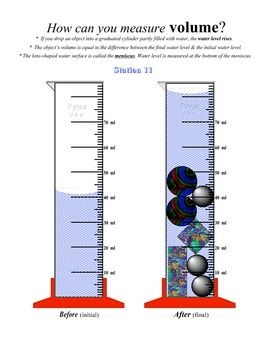 How can you measure volume?
* If you drop an object into a graduated cylinder partly filled with water, the water level rises.
* The object's volume is equal to the difference between the final water level & the initial water level.
* The lens-shaped water surface is called the meniscus. Water level is measured at the bottom of the meniscus.
Station 11
Pyrex
USA
70 ml
60 ml
50 ml
40 ml
30 ml
20 ml
10 ml
70 ml
60 ml
50 ml
40 ml
30 ml
20 ml
10 ml
Before (initial)
After (final)